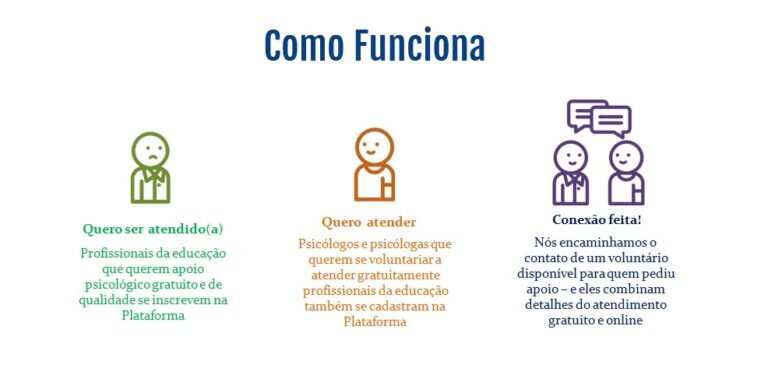 Como Funciona
Quero ser atendido(a)
Profissionais da educação
que querem apoio
psicológico gratuito e de
qualidade se inscrevem na
Plataforma
Quero atender
Psicólogos e psicólogas que
querem se voluntariar a
atender gratuitamente
profissionais da educação
também se cadastram na
Plataforma
Conexão feita!
Nós encaminhamos o
contato de um voluntário
disponível para quem pediu
apoio – e eles combinam
detalhes do atendimento
gratuito e online